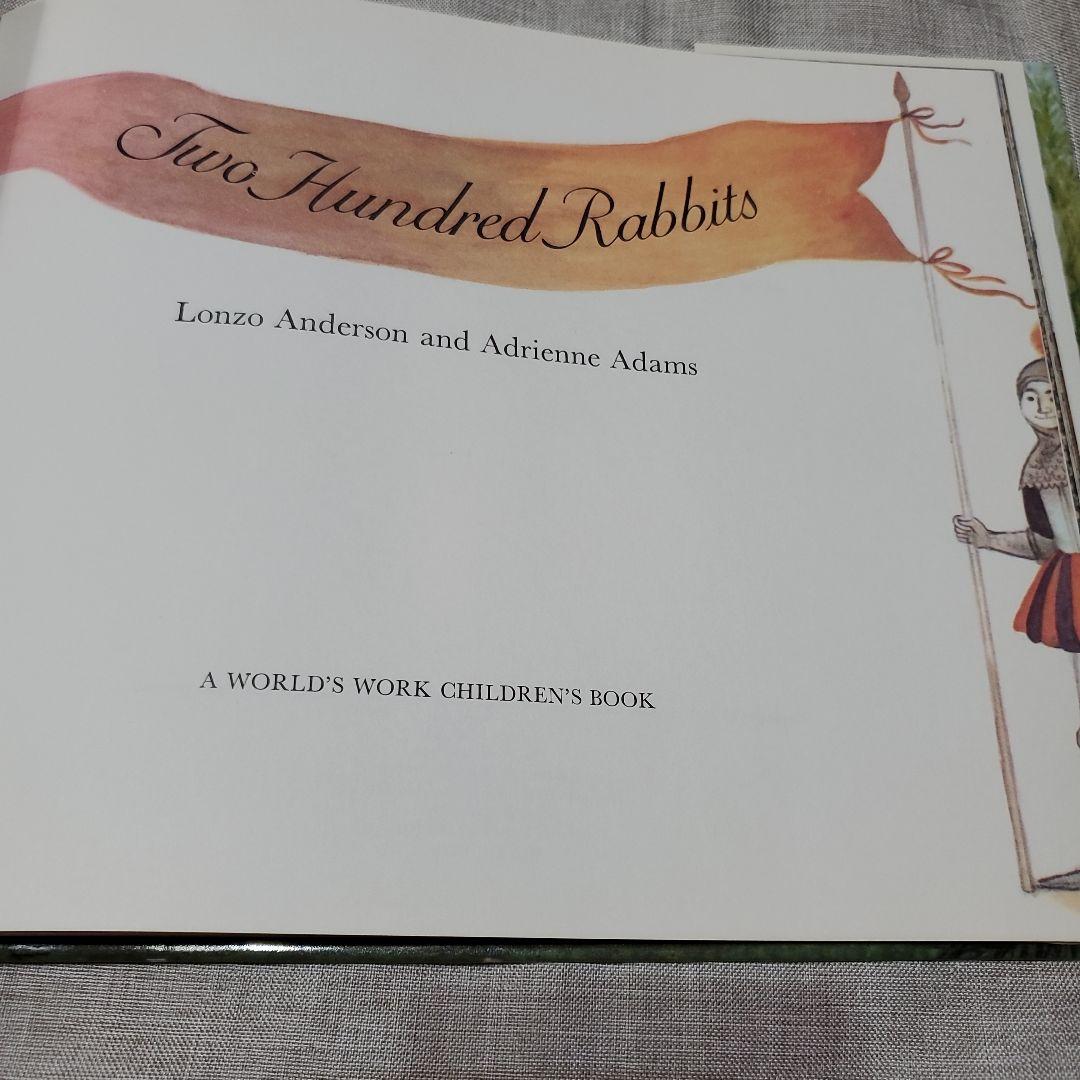 Two Hundred Rabbits
Lonzo Anderson and Adrienne Adams
A WORLD'S WORK CHILDREN'S BOOK